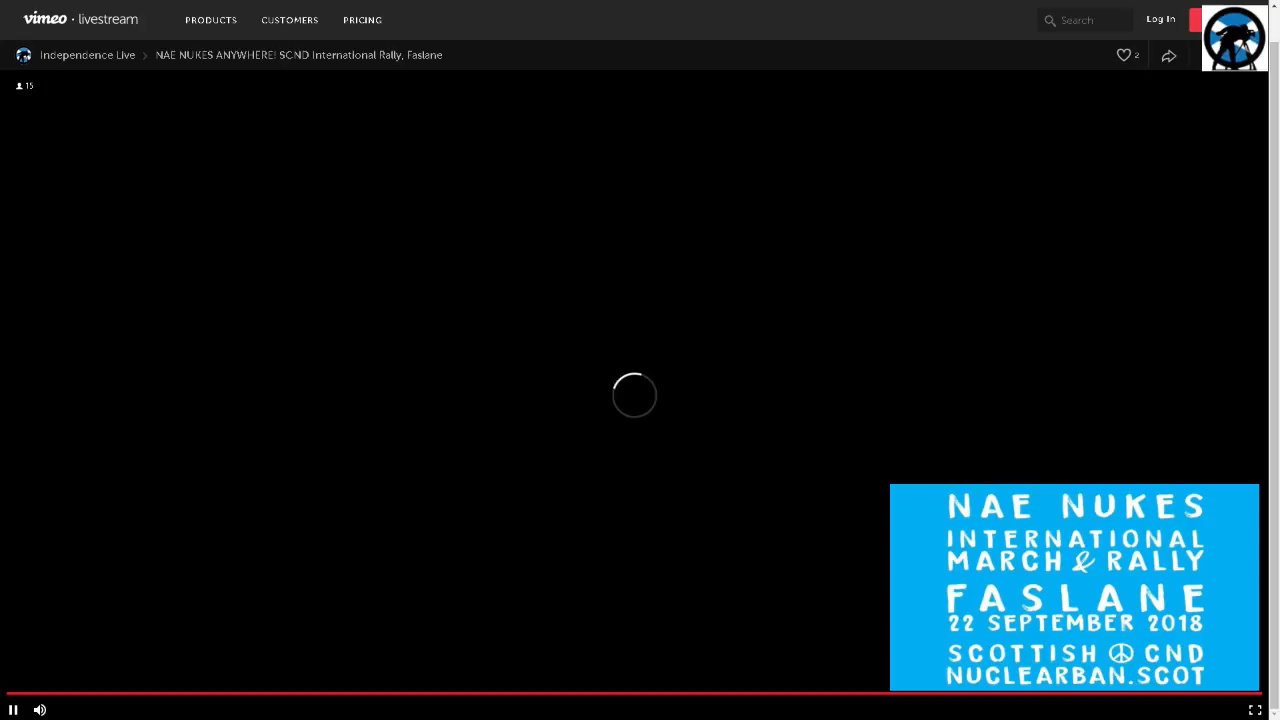 vimeo · livestream
PRODUCTS
CUSTOMERS
PRICING
Search
Log In
Independence Live
NAE NUKES ANYWHERE! SCND International Rally, Faslane
2
15
NAE NUKES
INTERNATIONAL
MARCH & RALLY
FASLANE
22 SEPTEMBER 2018
SCOTTISH CND
NUCLEARBAN.SCOT